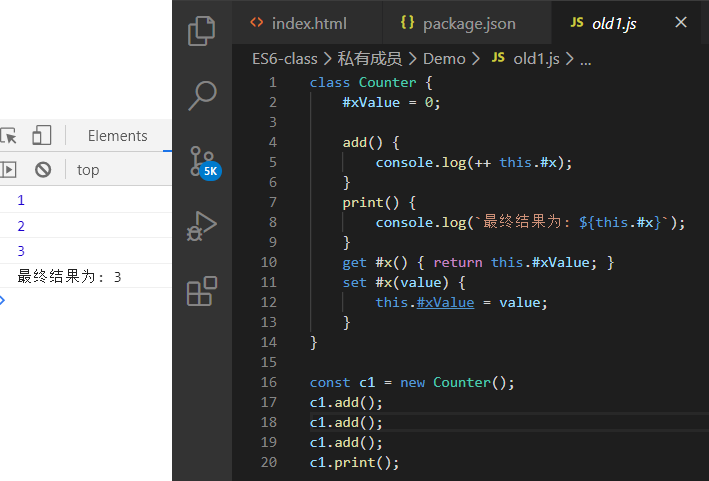 Elements
top
1
2
3
最终结果为: 3
5K
index.html
package.json
JS old1.js
ES6-class > 私有成员 > Demo > JS old1.js > ...
1 class Counter {
2 #xValue = 0;
3
4 add() {
5 console.log(++ this.#x);
6 }
7 print() {
8 console.log(`最终结果为: ${this.#x}`);
9 }
10 get #x() { return this.#xValue; }
11 set #x(value) {
12 this.#xValue = value;
13 }
14 }
15
16 const c1 = new Counter();
17 c1.add();
18 c1.add();
19 c1.add();
20 c1.print();